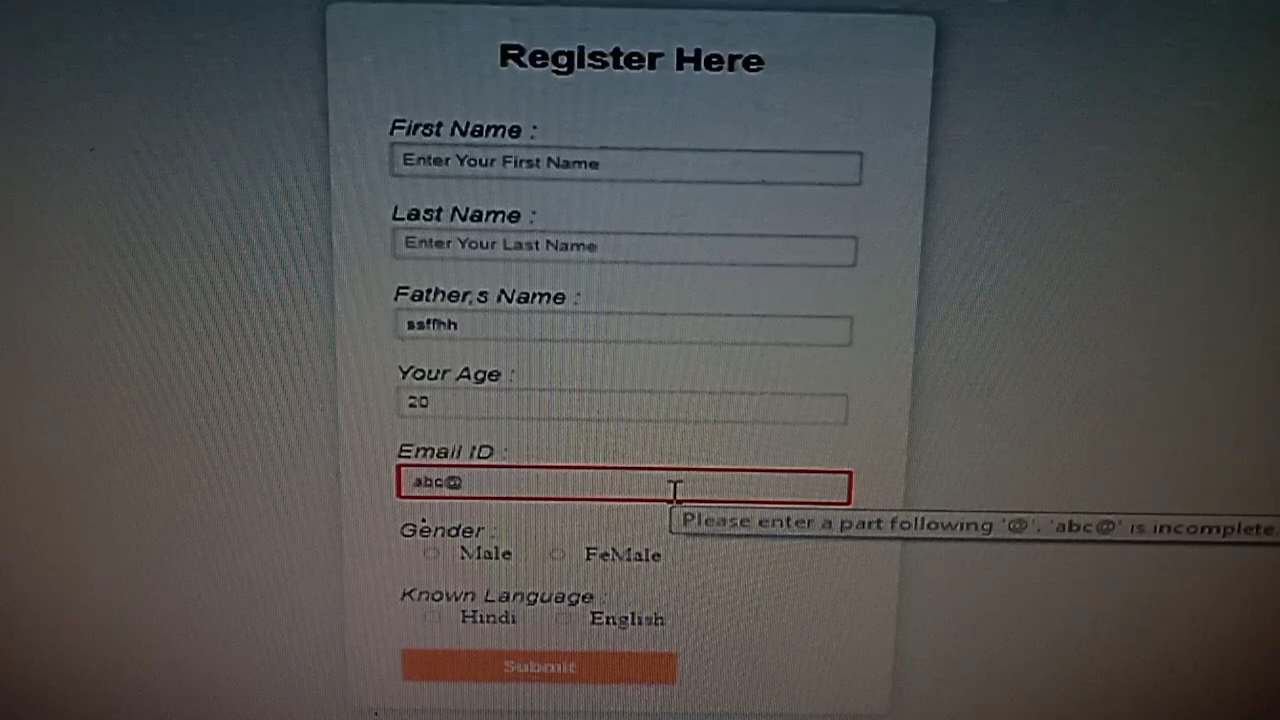 Register Here
First Name :
Enter Your First Name
Last Name :
Enter Your Last Name
Father,s Name :
ssffhh
Your Age :
20
Email ID :
abc@
Please enter a part following '@'. 'abc@' is incomplete.
Gender :
Male FeMale
Known Language :
Hindi English
Submit